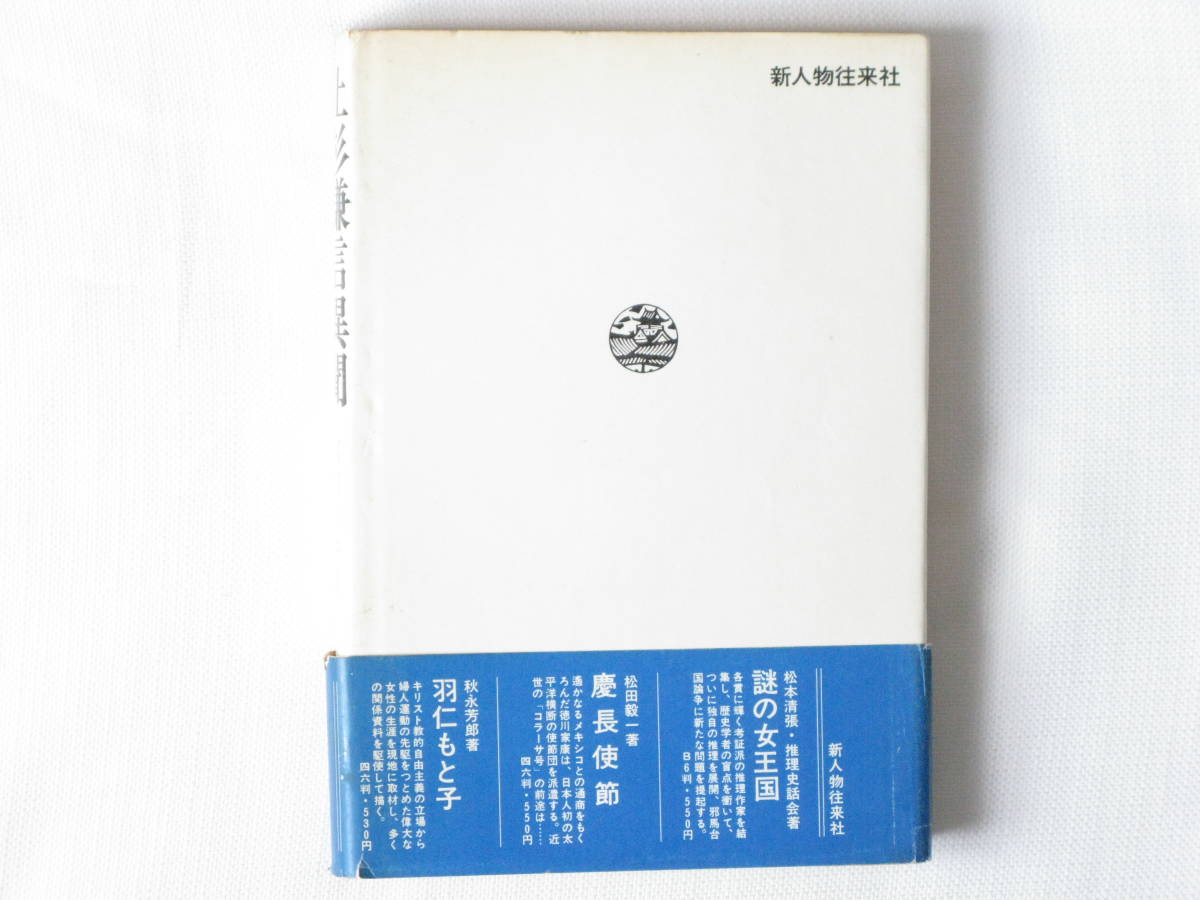 新人物往来社
上杉謙信異聞
新人物往来社
松本清張・推理史話会著
謎の女王国
各賞に輝く考証派の推理作家を結
集し、歴史学者の盲点を衝いて、
ついに独自の推理を展開、邪馬台
国論争に新たな問題を提起する。
B6判・550円
松田毅一著
慶長使節
遙かなるメキシコとの通商をもく
ろんだ徳川家康は、日本人初の太
平洋横断の使節団を派遣する。近
世の「コラーサ号」の前途は……
四六判・550円
秋永芳郎著
羽仁もと子
キリスト教的自由主義の立場から
婦人運動の先駆をつとめた偉大な
女性の生涯を現地に取材し、多く
の関係資料を駆使して描く。
四六判・530円